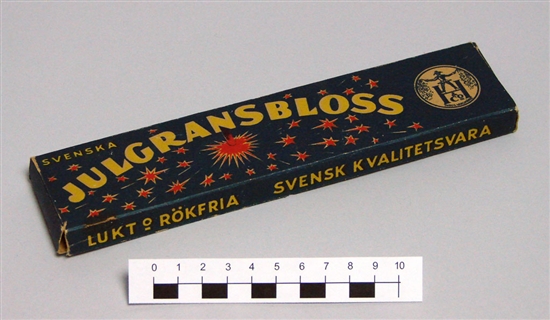 SVENSKA
JULGRANSBLOSS
LUKT o RÖKFRIA SVENSK KVALITETSVARA
0 1 2 3 4 5 6 7 8 9 10